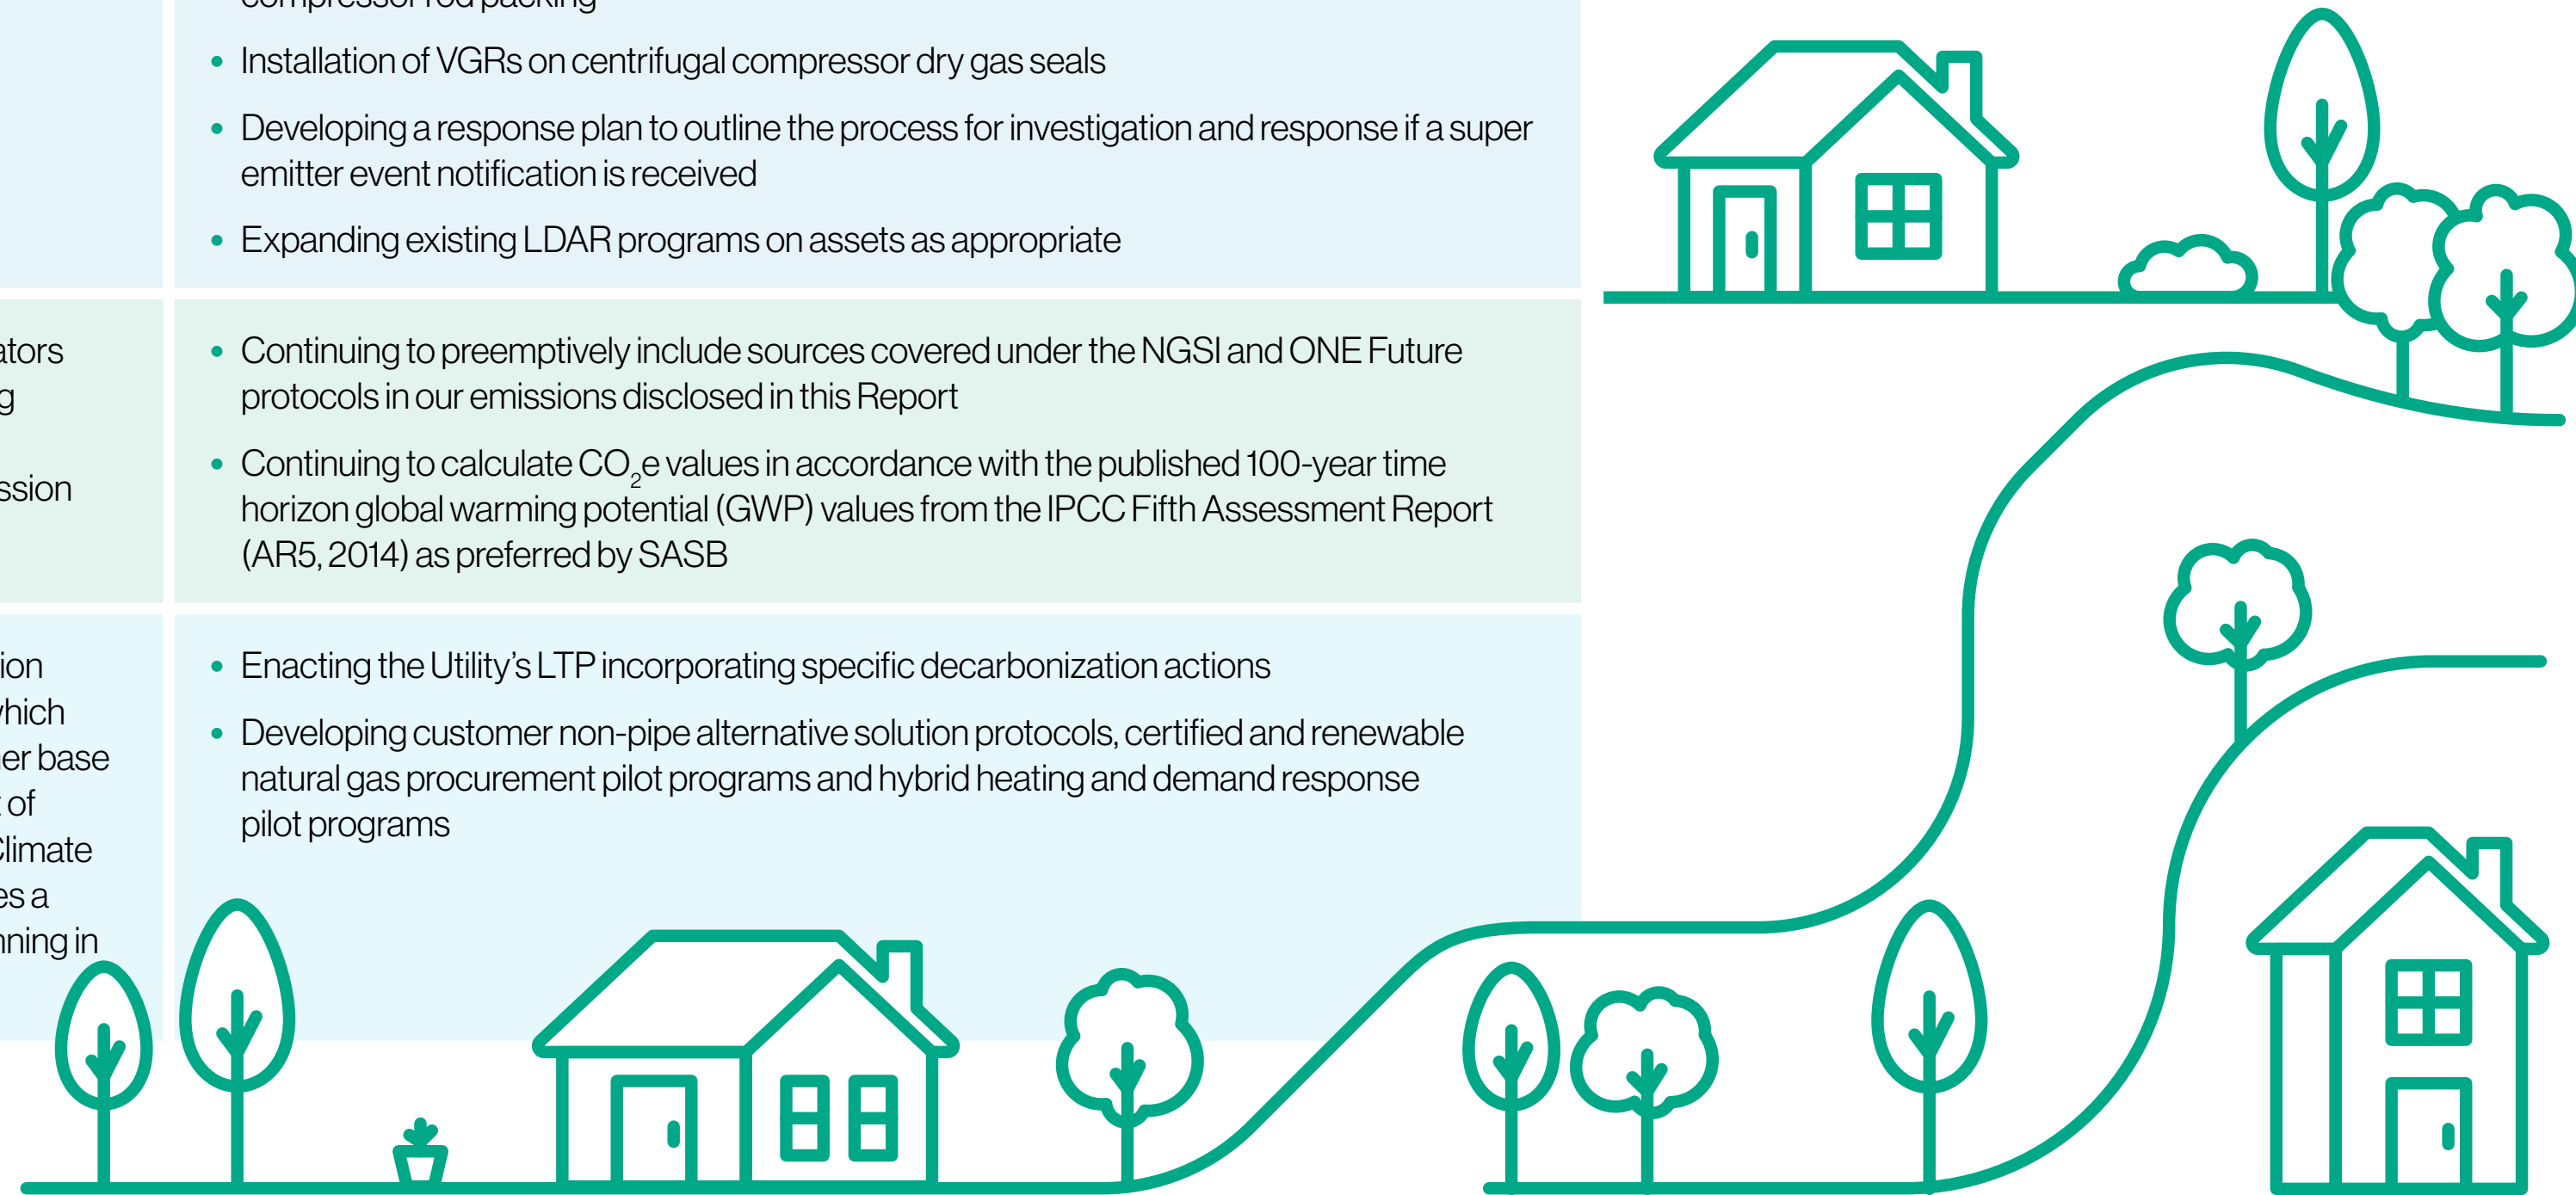 compressor rod packing
• Installation of VGRs on centrifugal compressor dry gas seals
• Developing a response plan to outline the process for investigation and response if a super
emitter event notification is received
• Expanding existing LDAR programs on assets as appropriate
ators
g
ssion
• Continuing to preemptively include sources covered under the NGSI and ONE Future
protocols in our emissions disclosed in this Report
• Continuing to calculate CO₂e values in accordance with the published 100-year time
horizon global warming potential (GWP) values from the IPCC Fifth Assessment Report
(AR5, 2014) as preferred by SASB
ion
which
er base
t of
Climate
es a
nning in
• Enacting the Utility’s LTP incorporating specific decarbonization actions
• Developing customer non-pipe alternative solution protocols, certified and renewable
natural gas procurement pilot programs and hybrid heating and demand response
pilot programs